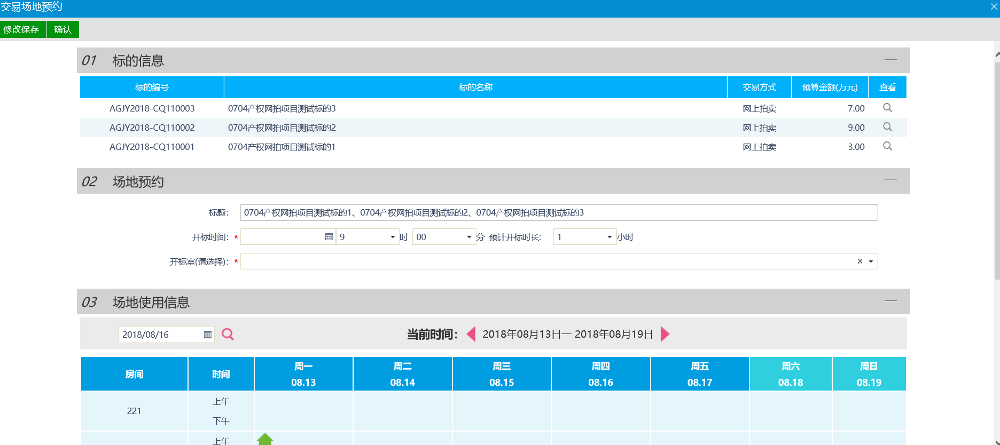 交易场地预约
修改保存 确认
01 标的信息
标的编号 标的名称 交易方式 预算金额(万元) 查看
AGJY2018-CQ110003 0704产权网拍项目测试标的3 网上拍卖 7.00
AGJY2018-CQ110002 0704产权网拍项目测试标的2 网上拍卖 9.00
AGJY2018-CQ110001 0704产权网拍项目测试标的1 网上拍卖 3.00
02 场地预约
标题： 0704产权网拍项目测试标的1、0704产权网拍项目测试标的2、0704产权网拍项目测试标的3
开标时间：* 9 时 00 分 预计开标时长: 1 小时
开标室(请选择)：*
03 场地使用信息
2018/08/16 当前时间： 2018年08月13日— 2018年08月19日
房间 时间 周一 周二 周三 周四 周五 周六 周日
08.13 08.14 08.15 08.16 08.17 08.18 08.19
221 上午
下午
上午